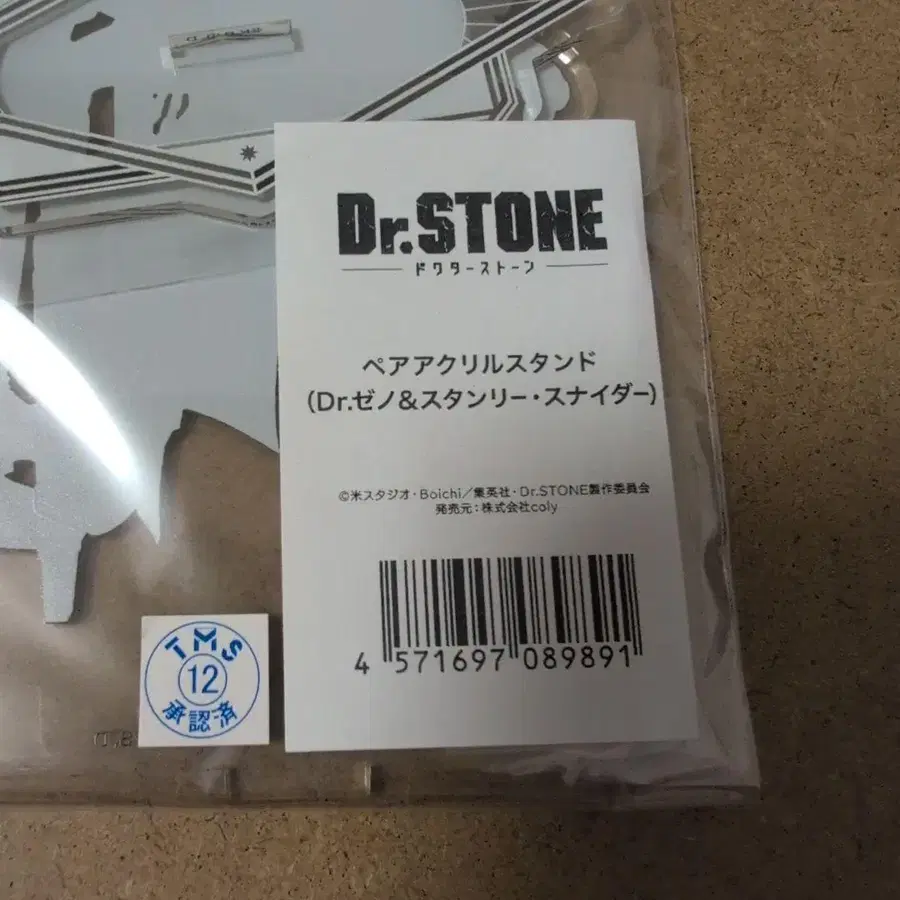 Dr.STONE
ドクターストーン
ペアアクリルスタンド
(Dr.ゼノ&スタンリー・スナイダー)
©米スタジオ・Boichi/集英社・Dr.STONE製作委員会
発売元:株式会社coly
4 571697 089891
TMS
12
承認済